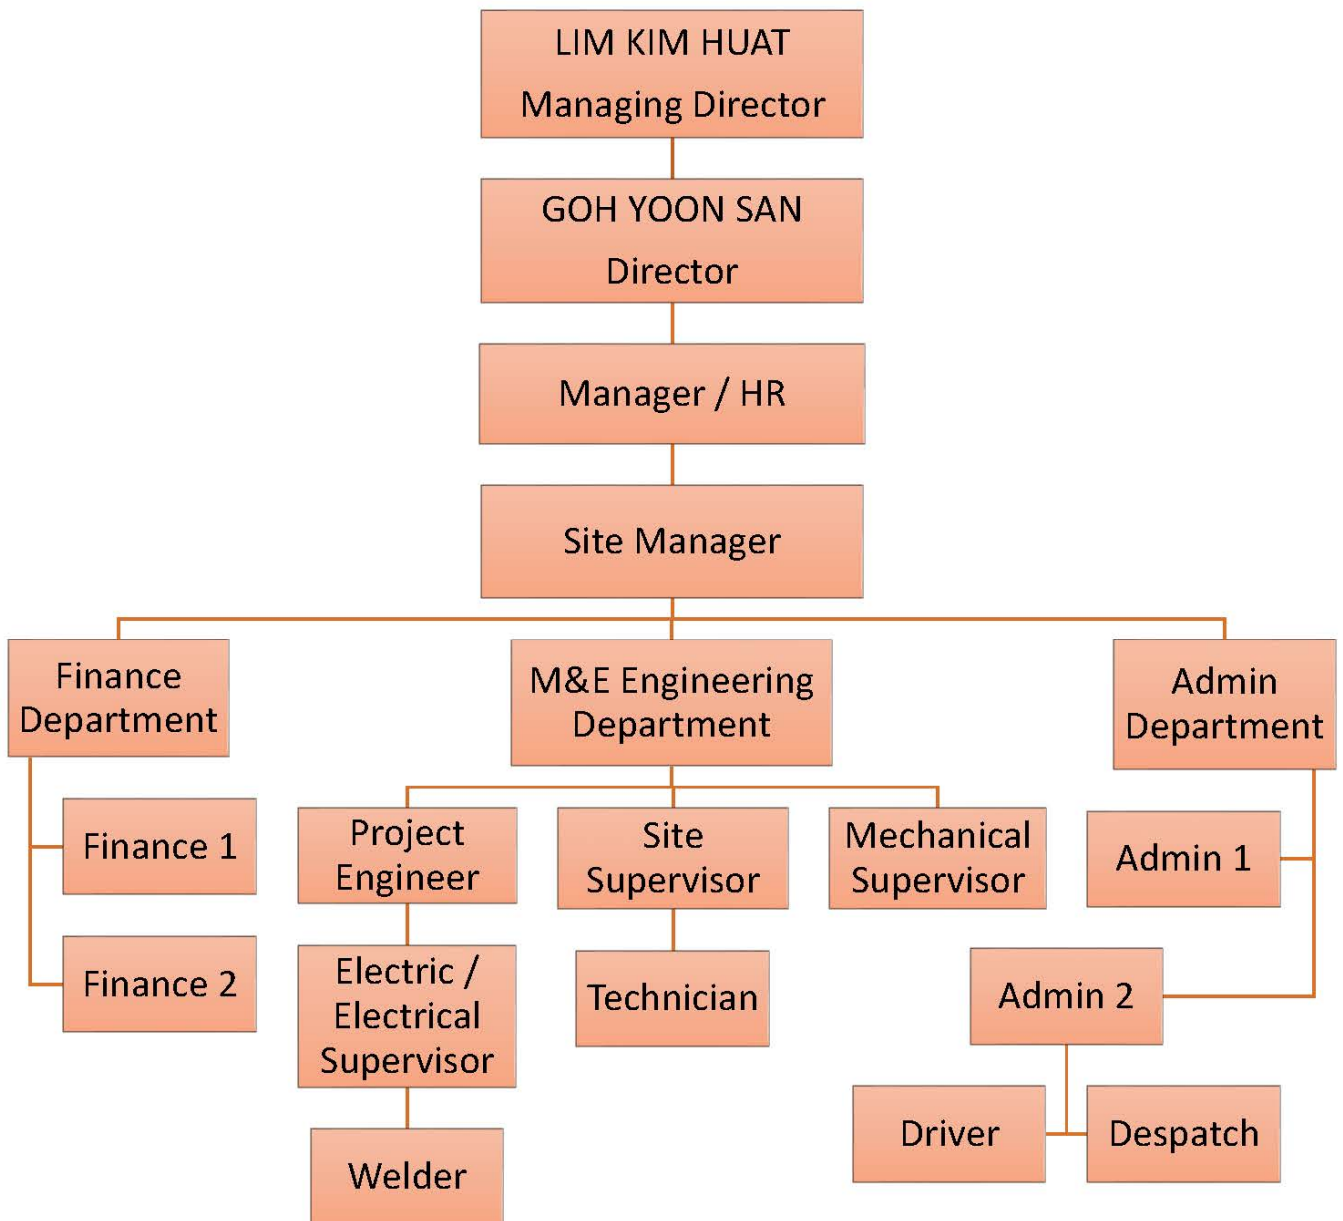 LIM KIM HUAT
Managing Director
GOH YOON SAN
Director
Manager / HR
Site Manager
Finance
Department
M&E Engineering
Department
Admin
Department
Finance 1
Finance 2
Project
Engineer
Electric /
Electrical
Supervisor
Welder
Site
Supervisor
Technician
Mechanical
Supervisor
Admin 1
Admin 2
Driver
Despatch